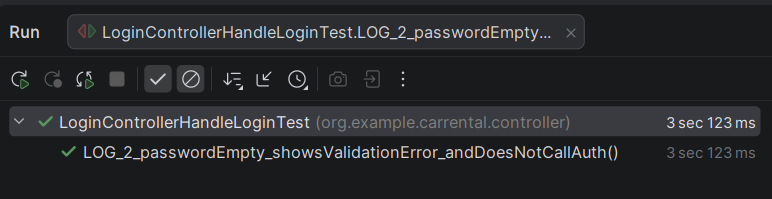 Run LoginControllerHandleLoginTest.LOG_2_passwordEmpty...
LoginControllerHandleLoginTest (org.example.carrental.controller) 3 sec 123 ms
LOG_2_passwordEmpty_showsValidationError_andDoesNotCallAuth() 3 sec 123 ms